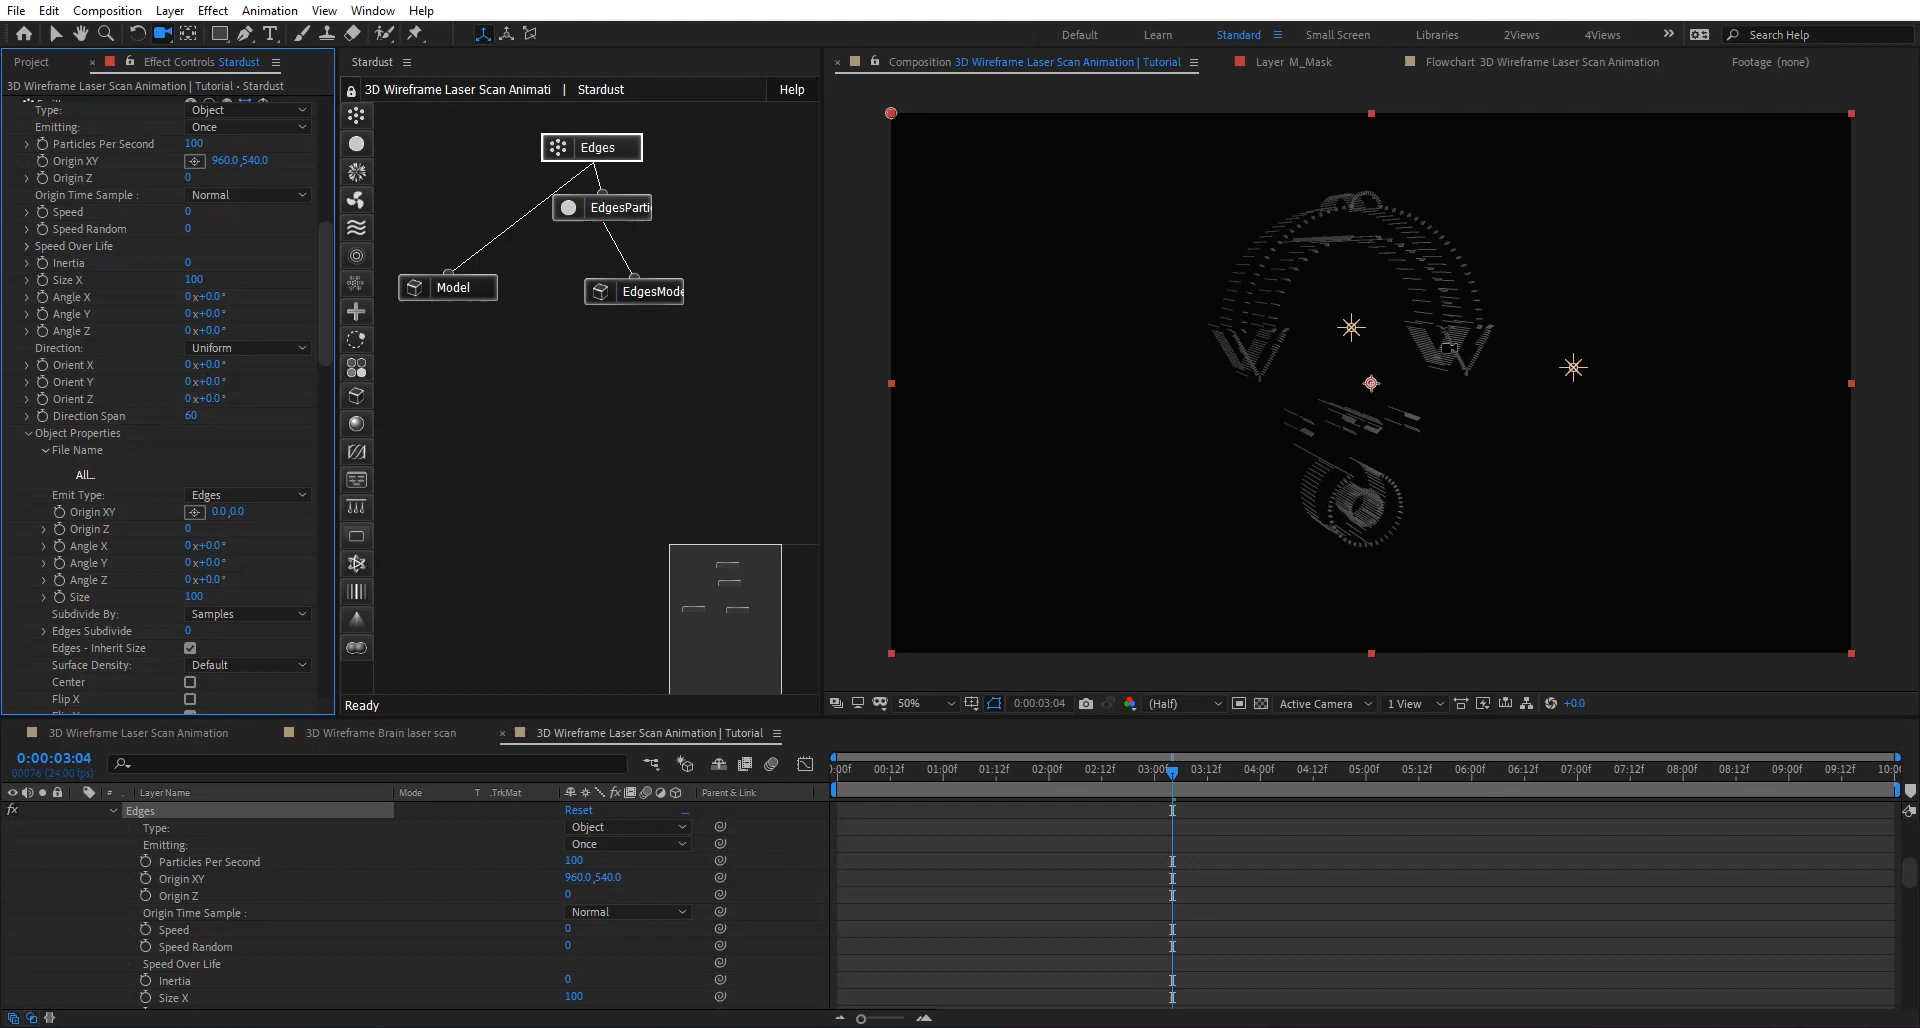 File Edit Composition Layer Effect Animation View Window Help
Default Learn Standard Small Screen Libraries 2Views 4Views Search Help
Project × Effect Controls Stardust
3D Wireframe Laser Scan Animation | Tutorial • Stardust
Type: Object
Emitting: Once
Particles Per Second 100
Origin XY 960.0,540.0
Origin Z 0
Origin Time Sample : Normal
Speed 0
Speed Random 0
Speed Over Life
Inertia 0
Size X 100
Angle X 0x+0.0°
Angle Y 0x+0.0°
Angle Z 0x+0.0°
Direction: Uniform
Orient X 0x+0.0°
Orient Y 0x+0.0°
Orient Z 0x+0.0°
Direction Span 60
Object Properties
File Name
All...
Emit Type: Edges
Origin XY 0.0,0.0
Origin Z 0
Angle X 0x+0.0°
Angle Y 0x+0.0°
Angle Z 0x+0.0°
Size 100
Subdivide By: Samples
Edges Subdivide 0
Edges - Inherit Size
Surface Density: Default
Center
Flip X
Stardust
3D Wireframe Laser Scan Animati | Stardust Help
Edges
EdgesParti
Model
EdgesMode
Ready
× Composition 3D Wireframe Laser Scan Animation | Tutorial Layer M_Mask Flowchart 3D Wireframe Laser Scan Animation Footage (none)
50% 0:00:03:04 (Half) Active Camera 1 View +0.0
3D Wireframe Laser Scan Animation 3D Wireframe Brain laser scan × 3D Wireframe Laser Scan Animation | Tutorial
0:00:03:04
00076 (24.00 fps)
:00f 00:12f 01:00f 01:12f 02:00f 02:12f 03:00f 03:12f 04:00f 04:12f 05:00f 05:12f 06:00f 06:12f 07:00f 07:12f 08:00f 08:12f 09:00f 09:12f 10:0
# Layer Name Mode T .TrkMat fx Parent & Link
fx Edges Reset
Type: Object
Emitting: Once
Particles Per Second 100
Origin XY 960.0,540.0
Origin Z 0
Origin Time Sample : Normal
Speed 0
Speed Random 0
Speed Over Life
Inertia 0
Size X 100